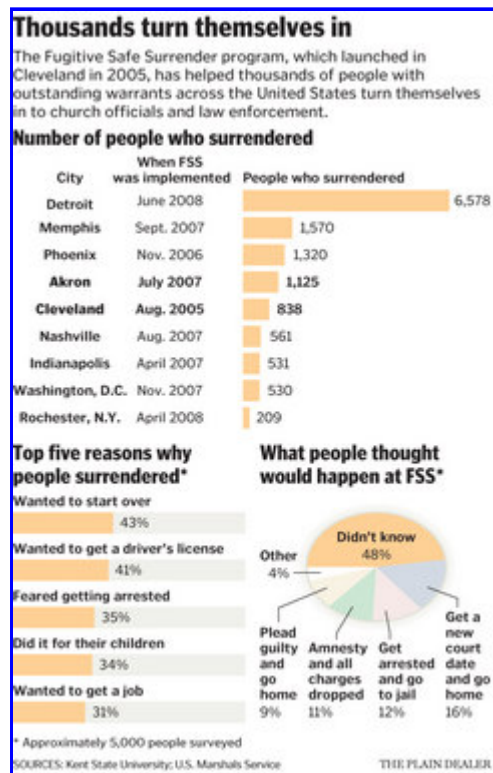 Thousands turn themselves in
The Fugitive Safe Surrender program, which launched in
Cleveland in 2005, has helped thousands of people with
outstanding warrants across the United States turn themselves
in to church officials and law enforcement.
Number of people who surrendered
City When FSS was implemented People who surrendered
Detroit June 2008 6,578
Memphis Sept. 2007 1,570
Phoenix Nov. 2006 1,320
Akron July 2007 1,125
Cleveland Aug. 2005 838
Nashville Aug. 2007 561
Indianapolis April 2007 531
Washington, D.C. Nov. 2007 530
Rochester, N.Y. April 2008 209
Top five reasons why
people surrendered*
Wanted to start over
43%
Wanted to get a driver's license
41%
Feared getting arrested
35%
Did it for their children
34%
Wanted to get a job
31%
What people thought
would happen at FSS*
Didn't know
48%
Other
4%
Plead
guilty
and
go
home
9%
Amnesty
and all
charges
dropped
11%
Get
arrested
and go
to jail
12%
Get a
new
court
date
and go
home
16%
* Approximately 5,000 people surveyed
SOURCES: Kent State University; U.S. Marshals Service
THE PLAIN DEALER